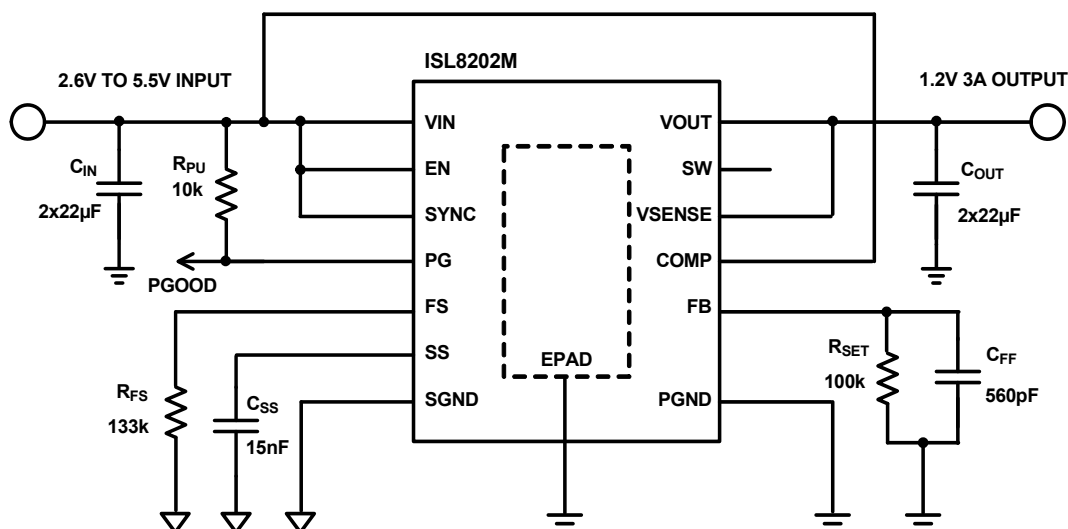 ISL8202M
2.6V TO 5.5V INPUT
1.2V 3A OUTPUT
VIN
VOUT
EN
SW
SYNC
VSENSE
PG
COMP
FS
FB
SS
EPAD
SGND
PGND
CIN
2x22µF
RPU
10k
PGOOD
RFS
133k
CSS
15nF
COUT
2x22µF
RSET
100k
CFF
560pF